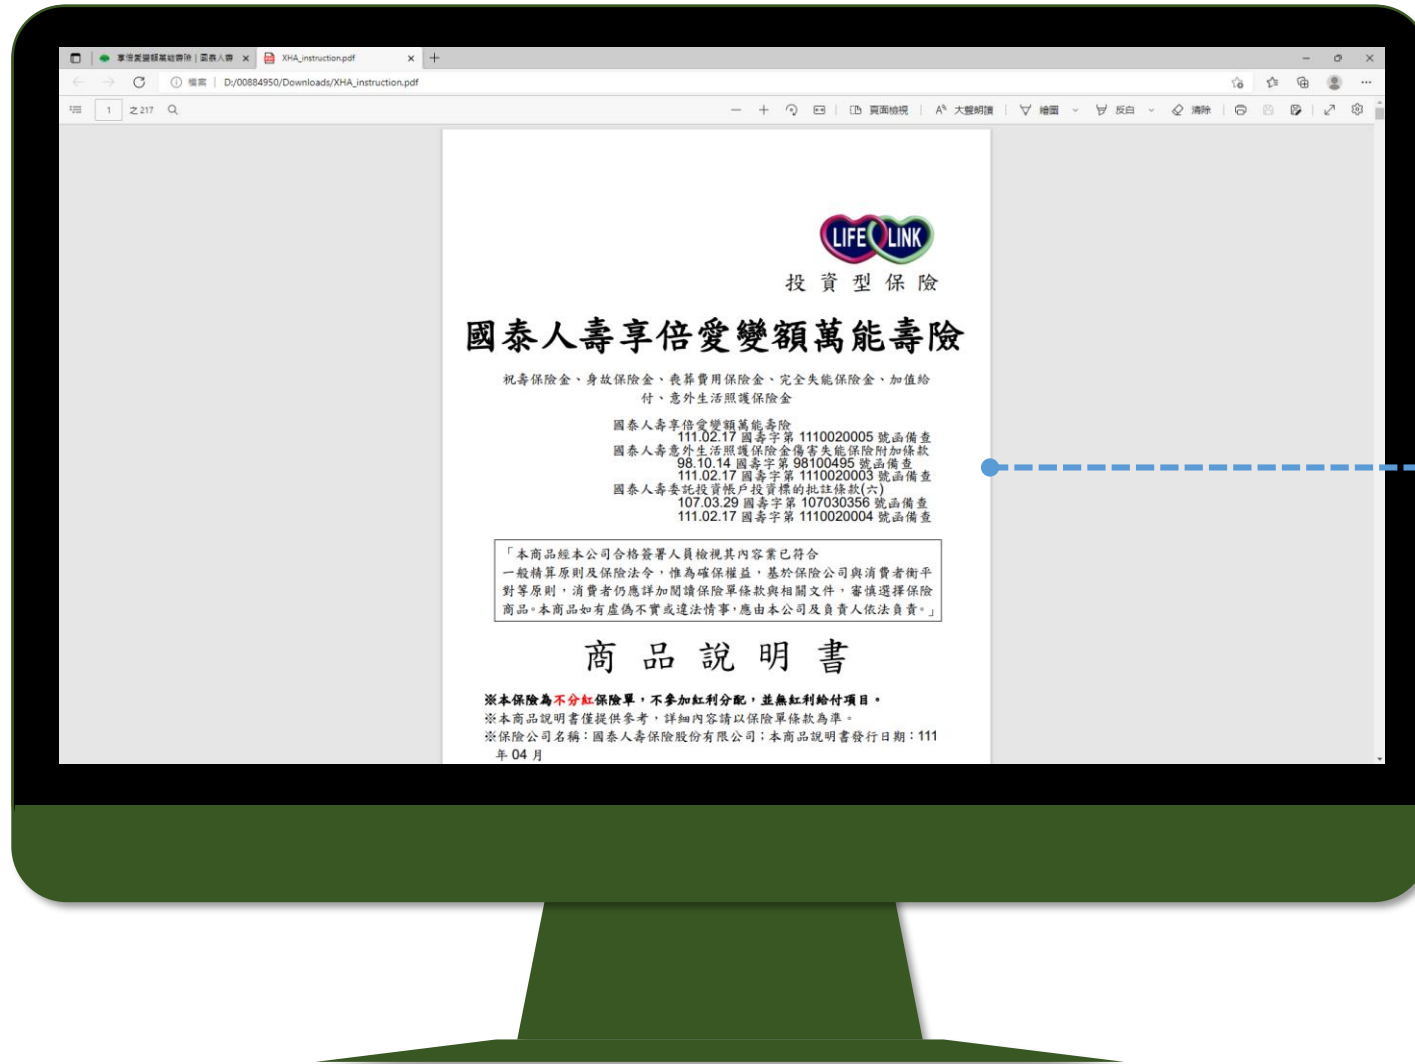 享倍愛變額萬能壽險 | 國泰人壽
XHA_instruction.pdf
檔案 | D:/00884950/Downloads/XHA_instruction.pdf
1 之217 頁面檢視 大聲朗讀 繪圖 反白 清除
LIFE LINK
投資型保險
國泰人壽享倍愛變額萬能壽險
祝壽保險金、身故保險金、喪葬費用保險金、完全失能保險金、加值給
付、意外生活照護保險金
國泰人壽享倍愛變額萬能壽險
111.02.17 國壽字第 1110020005 號函備查
國泰人壽意外生活照護保險金傷害失能保險附加條款
98.10.14 國壽字第 98100495 號函備查
111.02.17 國壽字第 1110020003 號函備查
國泰人壽委託投資帳戶投資標的批註條款(六)
107.03.29 國壽字第 107030356 號函備查
111.02.17 國壽字第 1110020004 號函備查
「本商品經本公司合格簽署人員檢視其內容業已符合
一般精算原則及保險法令，惟為確保權益，基於保險公司與消費者衡平
對等原則，消費者仍應詳加閱讀保險單條款與相關文件，審慎選擇保險
商品。本商品如有虛偽不實或違法情事，應由本公司及負責人依法負責。」
商品說明書
※本保險為不分紅保險單，不參加紅利分配，並無紅利給付項目。
※本商品說明書僅提供參考，詳細內容請以保險單條款為準。
※保險公司名稱：國泰人壽保險股份有限公司；本商品說明書發行日期：111
年 04 月